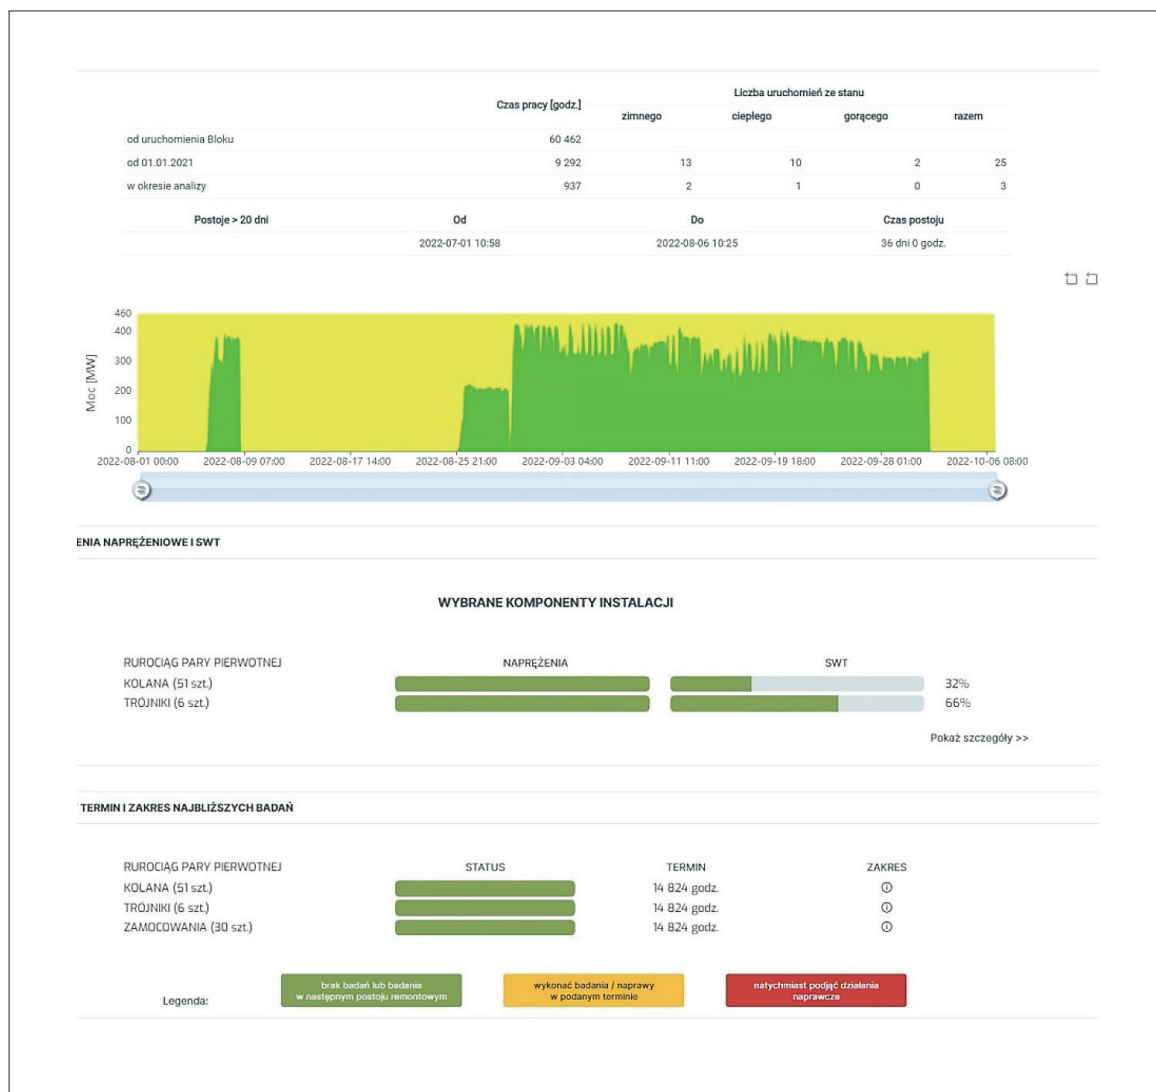 Liczba uruchomień ze stanu
Czas pracy [godz.]
zimnego ciepłego gorącego razem
od uruchomienia Bloku 60 462
od 01.01.2021 9 292 13 10 2 25
w okresie analizy 937 2 1 0 3
Postoje > 20 dni Od Do Czas postoju
2022-07-01 10:58 2022-08-06 10:25 36 dni 0 godz.
Moc [MW]
460
400
300
200
100
0
2022-08-01 00:00 2022-08-09 07:00 2022-08-17 14:00 2022-08-25 21:00 2022-09-03 04:00 2022-09-11 11:00 2022-09-19 18:00 2022-09-28 01:00 2022-10-06 08:00
ENIA NAPRĘŻENIOWE I SWT
WYBRANE KOMPONENTY INSTALACJI
RUROCIĄG PARY PIERWOTNEJ NAPRĘŻENIA SWT
KOLANA (51 szt.) 32%
TRÓJNIKI (6 szt.) 66%
Pokaż szczegóły >>
TERMIN I ZAKRES NAJBLIŻSZYCH BADAŃ
RUROCIĄG PARY PIERWOTNEJ STATUS TERMIN ZAKRES
KOLANA (51 szt.) 14 824 godz.
TRÓJNIKI (6 szt.) 14 824 godz.
ZAMOCOWANIA (30 szt.) 14 824 godz.
Legenda:
brak badań lub badania
w następnym postoju remontowym
wykonać badania / naprawy
w podanym terminie
natychmiast podjąć działania
naprawcze